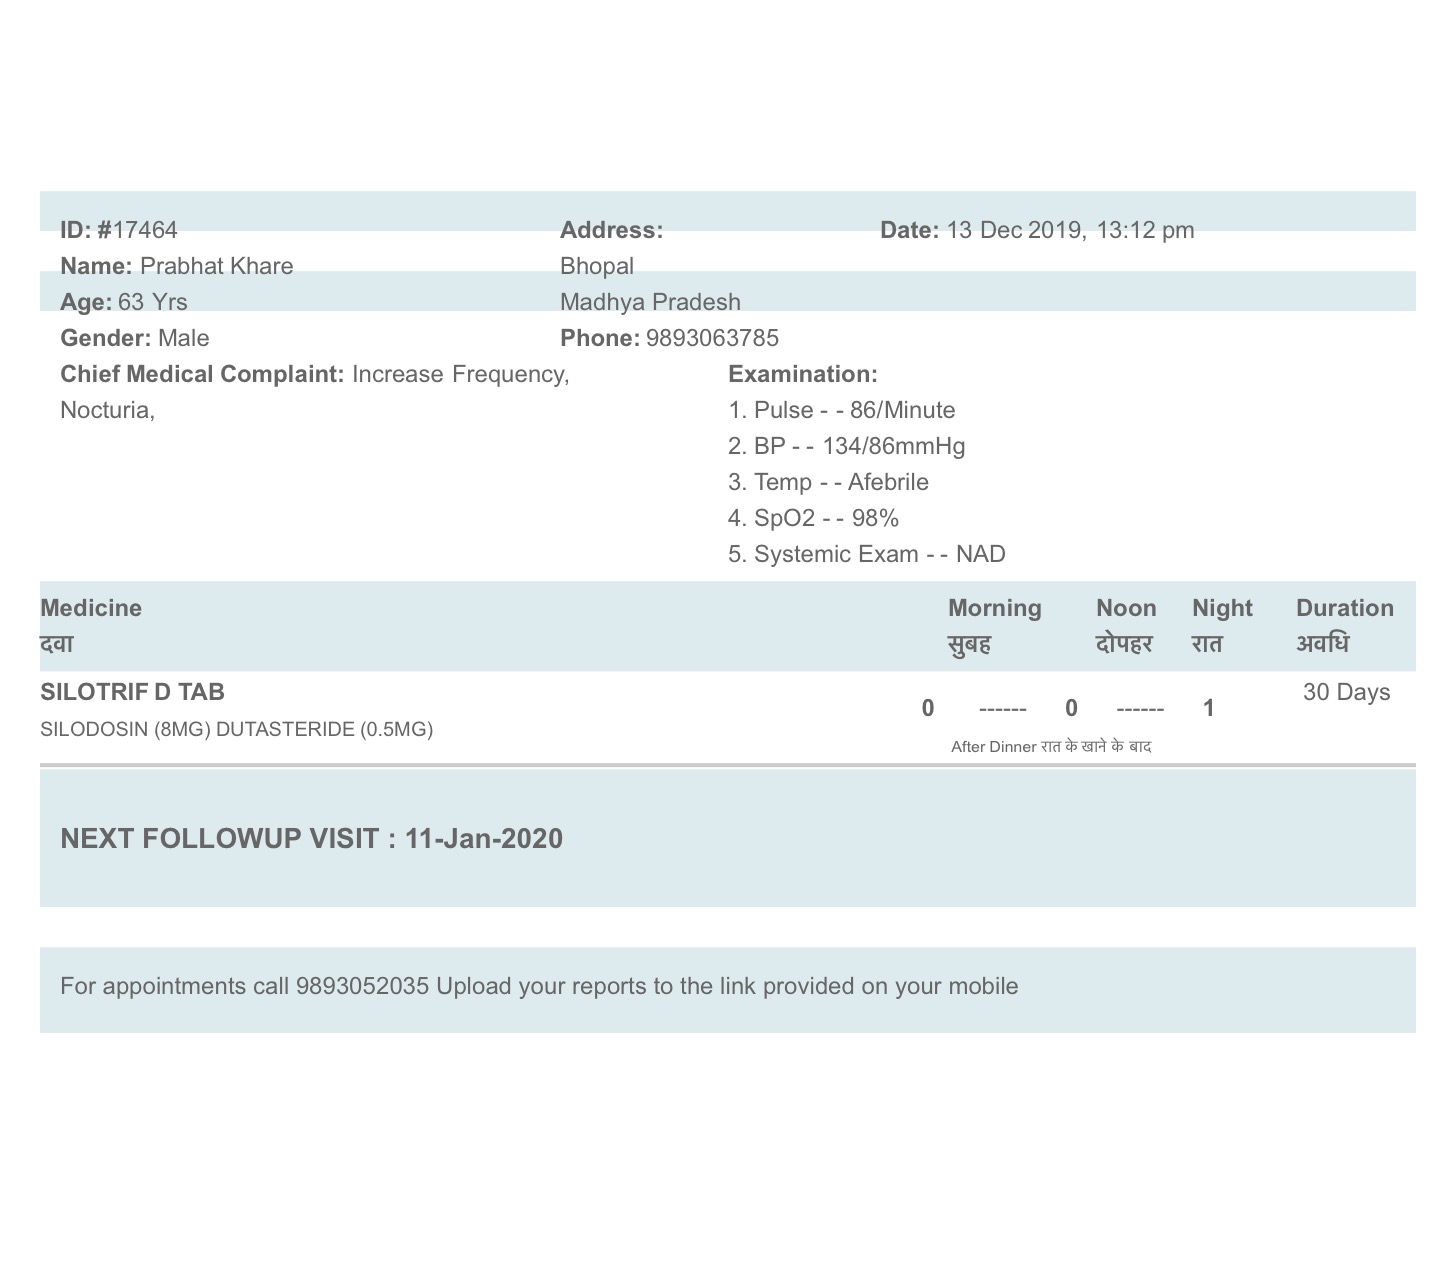 ID: #17464 Address: Date: 13 Dec 2019, 13:12 pm
Name: Prabhat Khare Bhopal
Age: 63 Yrs Madhya Pradesh
Gender: Male Phone: 9893063785
Chief Medical Complaint: Increase Frequency, Examination:
Nocturia, 1. Pulse - - 86/Minute
2. BP - - 134/86mmHg
3. Temp - - Afebrile
4. SpO2 - - 98%
5. Systemic Exam - - NAD
Medicine Morning Noon Night Duration
दवा सुबह दोपहर रात अवधि
SILOTRIF D TAB 30 Days
0 ------ 0 ------ 1
SILODOSIN (8MG) DUTASTERIDE (0.5MG)
After Dinner रात के खाने के बाद
NEXT FOLLOWUP VISIT : 11-Jan-2020
For appointments call 9893052035 Upload your reports to the link provided on your mobile